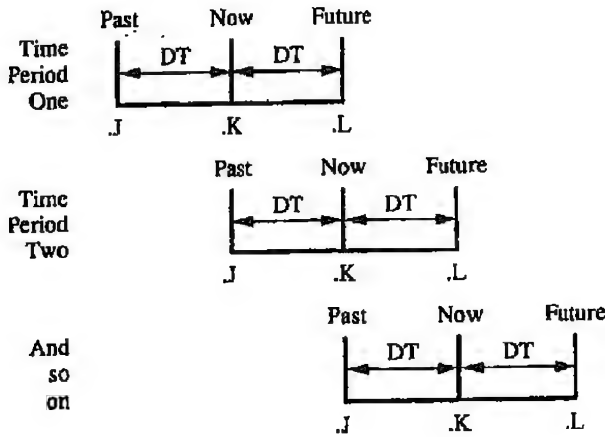 Past Now Future
Time Period One
DT DT
.J .K .L
Past Now Future
Time Period Two
DT DT
.J .K .L
Past Now Future
And so on
DT DT
.J .K .L